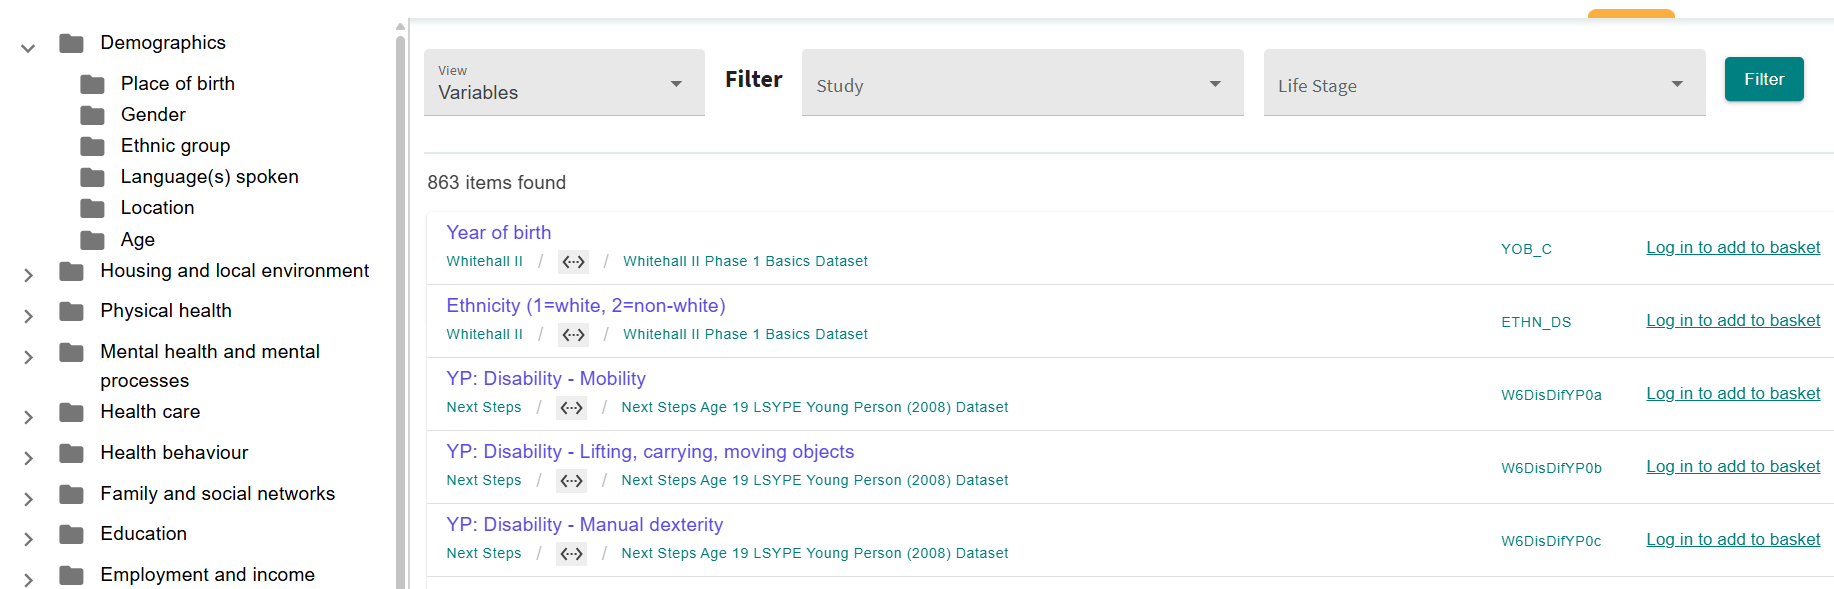 Demographics
Place of birth
Gender
Ethnic group
Language(s) spoken
Location
Age
Housing and local environment
Physical health
Mental health and mental
processes
Health care
Health behaviour
Family and social networks
Education
Employment and income
View
Variables
Filter
Study
Life Stage
Filter
863 items found
Year of birth
Whitehall II / <··> / Whitehall II Phase 1 Basics Dataset
YOB_C
Log in to add to basket
Ethnicity (1=white, 2=non-white)
Whitehall II / <··> / Whitehall II Phase 1 Basics Dataset
ETHN_DS
Log in to add to basket
YP: Disability - Mobility
Next Steps / <··> / Next Steps Age 19 LSYPE Young Person (2008) Dataset
W6DisDifYP0a
Log in to add to basket
YP: Disability - Lifting, carrying, moving objects
Next Steps / <··> / Next Steps Age 19 LSYPE Young Person (2008) Dataset
W6DisDifYP0b
Log in to add to basket
YP: Disability - Manual dexterity
Next Steps / <··> / Next Steps Age 19 LSYPE Young Person (2008) Dataset
W6DisDifYP0c
Log in to add to basket